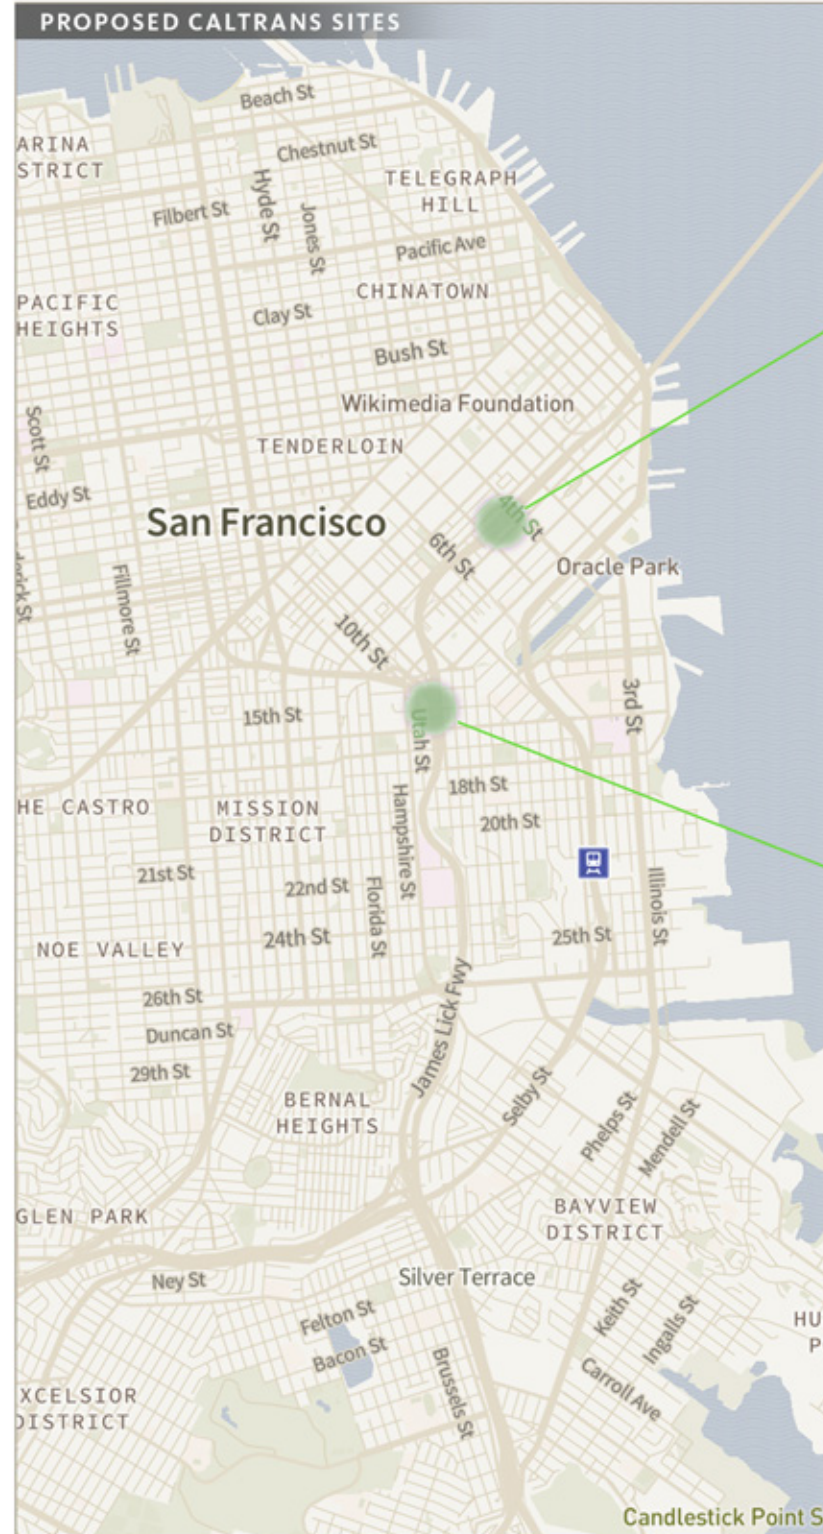 PROPOSED CALTRANS SITES
Beach St
ARINA
STRICT
Chestnut St
TELEGRAPH
HILL
Hyde St
Jones St
Filbert St
Pacific Ave
PACIFIC
HEIGHTS
CHINATOWN
Clay St
Bush St
Wikimedia Foundation
Scott St
TENDERLOIN
Eddy St
4th St
San Francisco
6th St
Oracle Park
Fillmore St
10th St
3rd St
15th St
Utah St
18th St
HE CASTRO
MISSION
DISTRICT
Hampshire St
20th St
21st St
22nd St
Florida St
Illinois St
24th St
25th St
NOE VALLEY
26th St
James Lick Fwy
Duncan St
29th St
Selby St
BERNAL
HEIGHTS
Phelps St
Mendell St
GLEN PARK
BAYVIEW
DISTRICT
Ney St
Silver Terrace
Keith St
Felton St
Ingalls St
HU
P
Bacon St
Brussels St
Carroll Ave
XCELSIOR
DISTRICT
Candlestick Point S